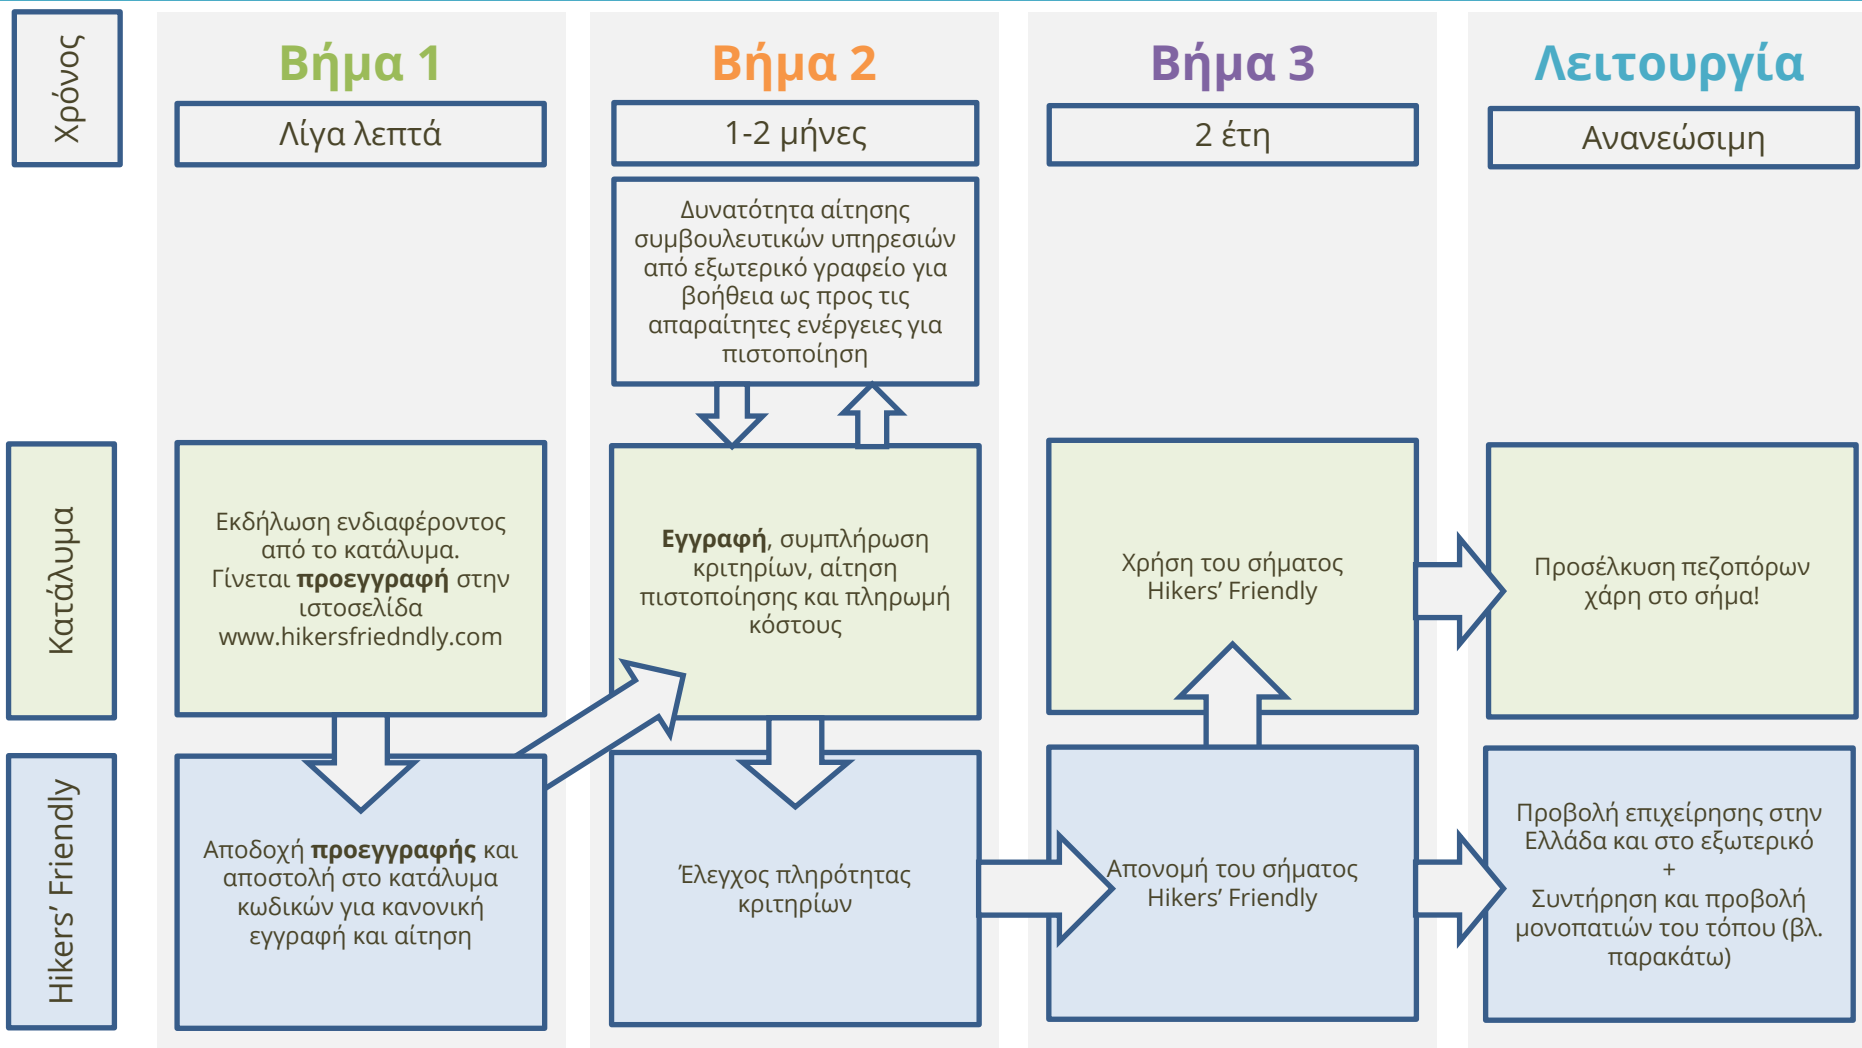 Χρόνος
Βήμα 1
Βήμα 2
Βήμα 3
Λειτουργία
Λίγα λεπτά
1-2 μήνες
2 έτη
Ανανεώσιμη
Δυνατότητα αίτησης
συμβουλευτικών υπηρεσιών
από εξωτερικό γραφείο για
βοήθεια ως προς τις
απαραίτητες ενέργειες για
πιστοποίηση
Κατάλυμα
Εκδήλωση ενδιαφέροντος
από το κατάλυμα.
Γίνεται προεγγραφή στην
ιστοσελίδα
www.hikersfriedndly.com
Εγγραφή, συμπλήρωση
κριτηρίων, αίτηση
πιστοποίησης και πληρωμή
κόστους
Χρήση του σήματος
Hikers’ Friendly
Προσέλκυση πεζοπόρων
χάρη στο σήμα!
Hikers’ Friendly
Αποδοχή προεγγραφής και
αποστολή στο κατάλυμα
κωδικών για κανονική
εγγραφή και αίτηση
Έλεγχος πληρότητας
κριτηρίων
Απονομή του σήματος
Hikers’ Friendly
Προβολή επιχείρησης στην
Ελλάδα και στο εξωτερικό
+
Συντήρηση και προβολή
μονοπατιών του τόπου (βλ.
παρακάτω)